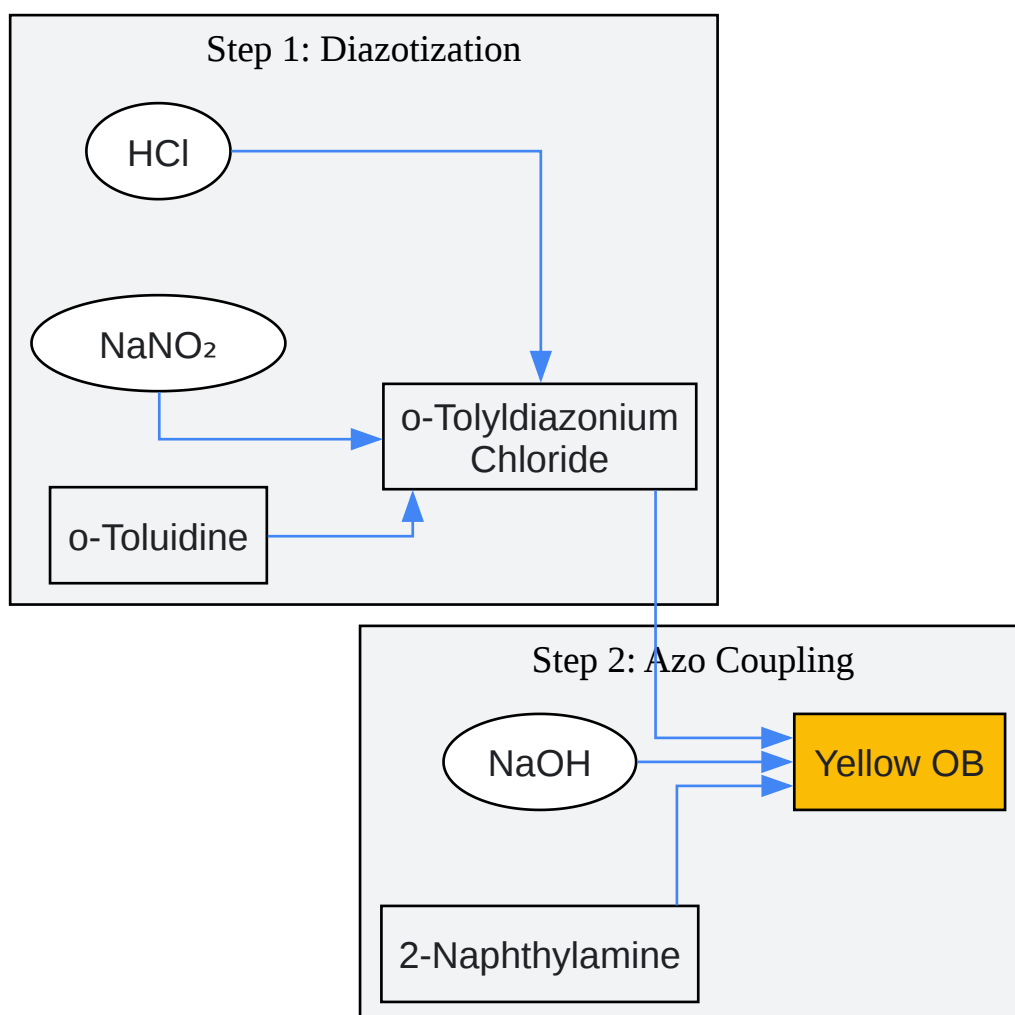 Step 1: Diazotization
HCl
NaNO₂
o-Tolyldiazonium
Chloride
o-Toluidine
Step 2: Azo Coupling
NaOH
Yellow OB
2-Naphthylamine